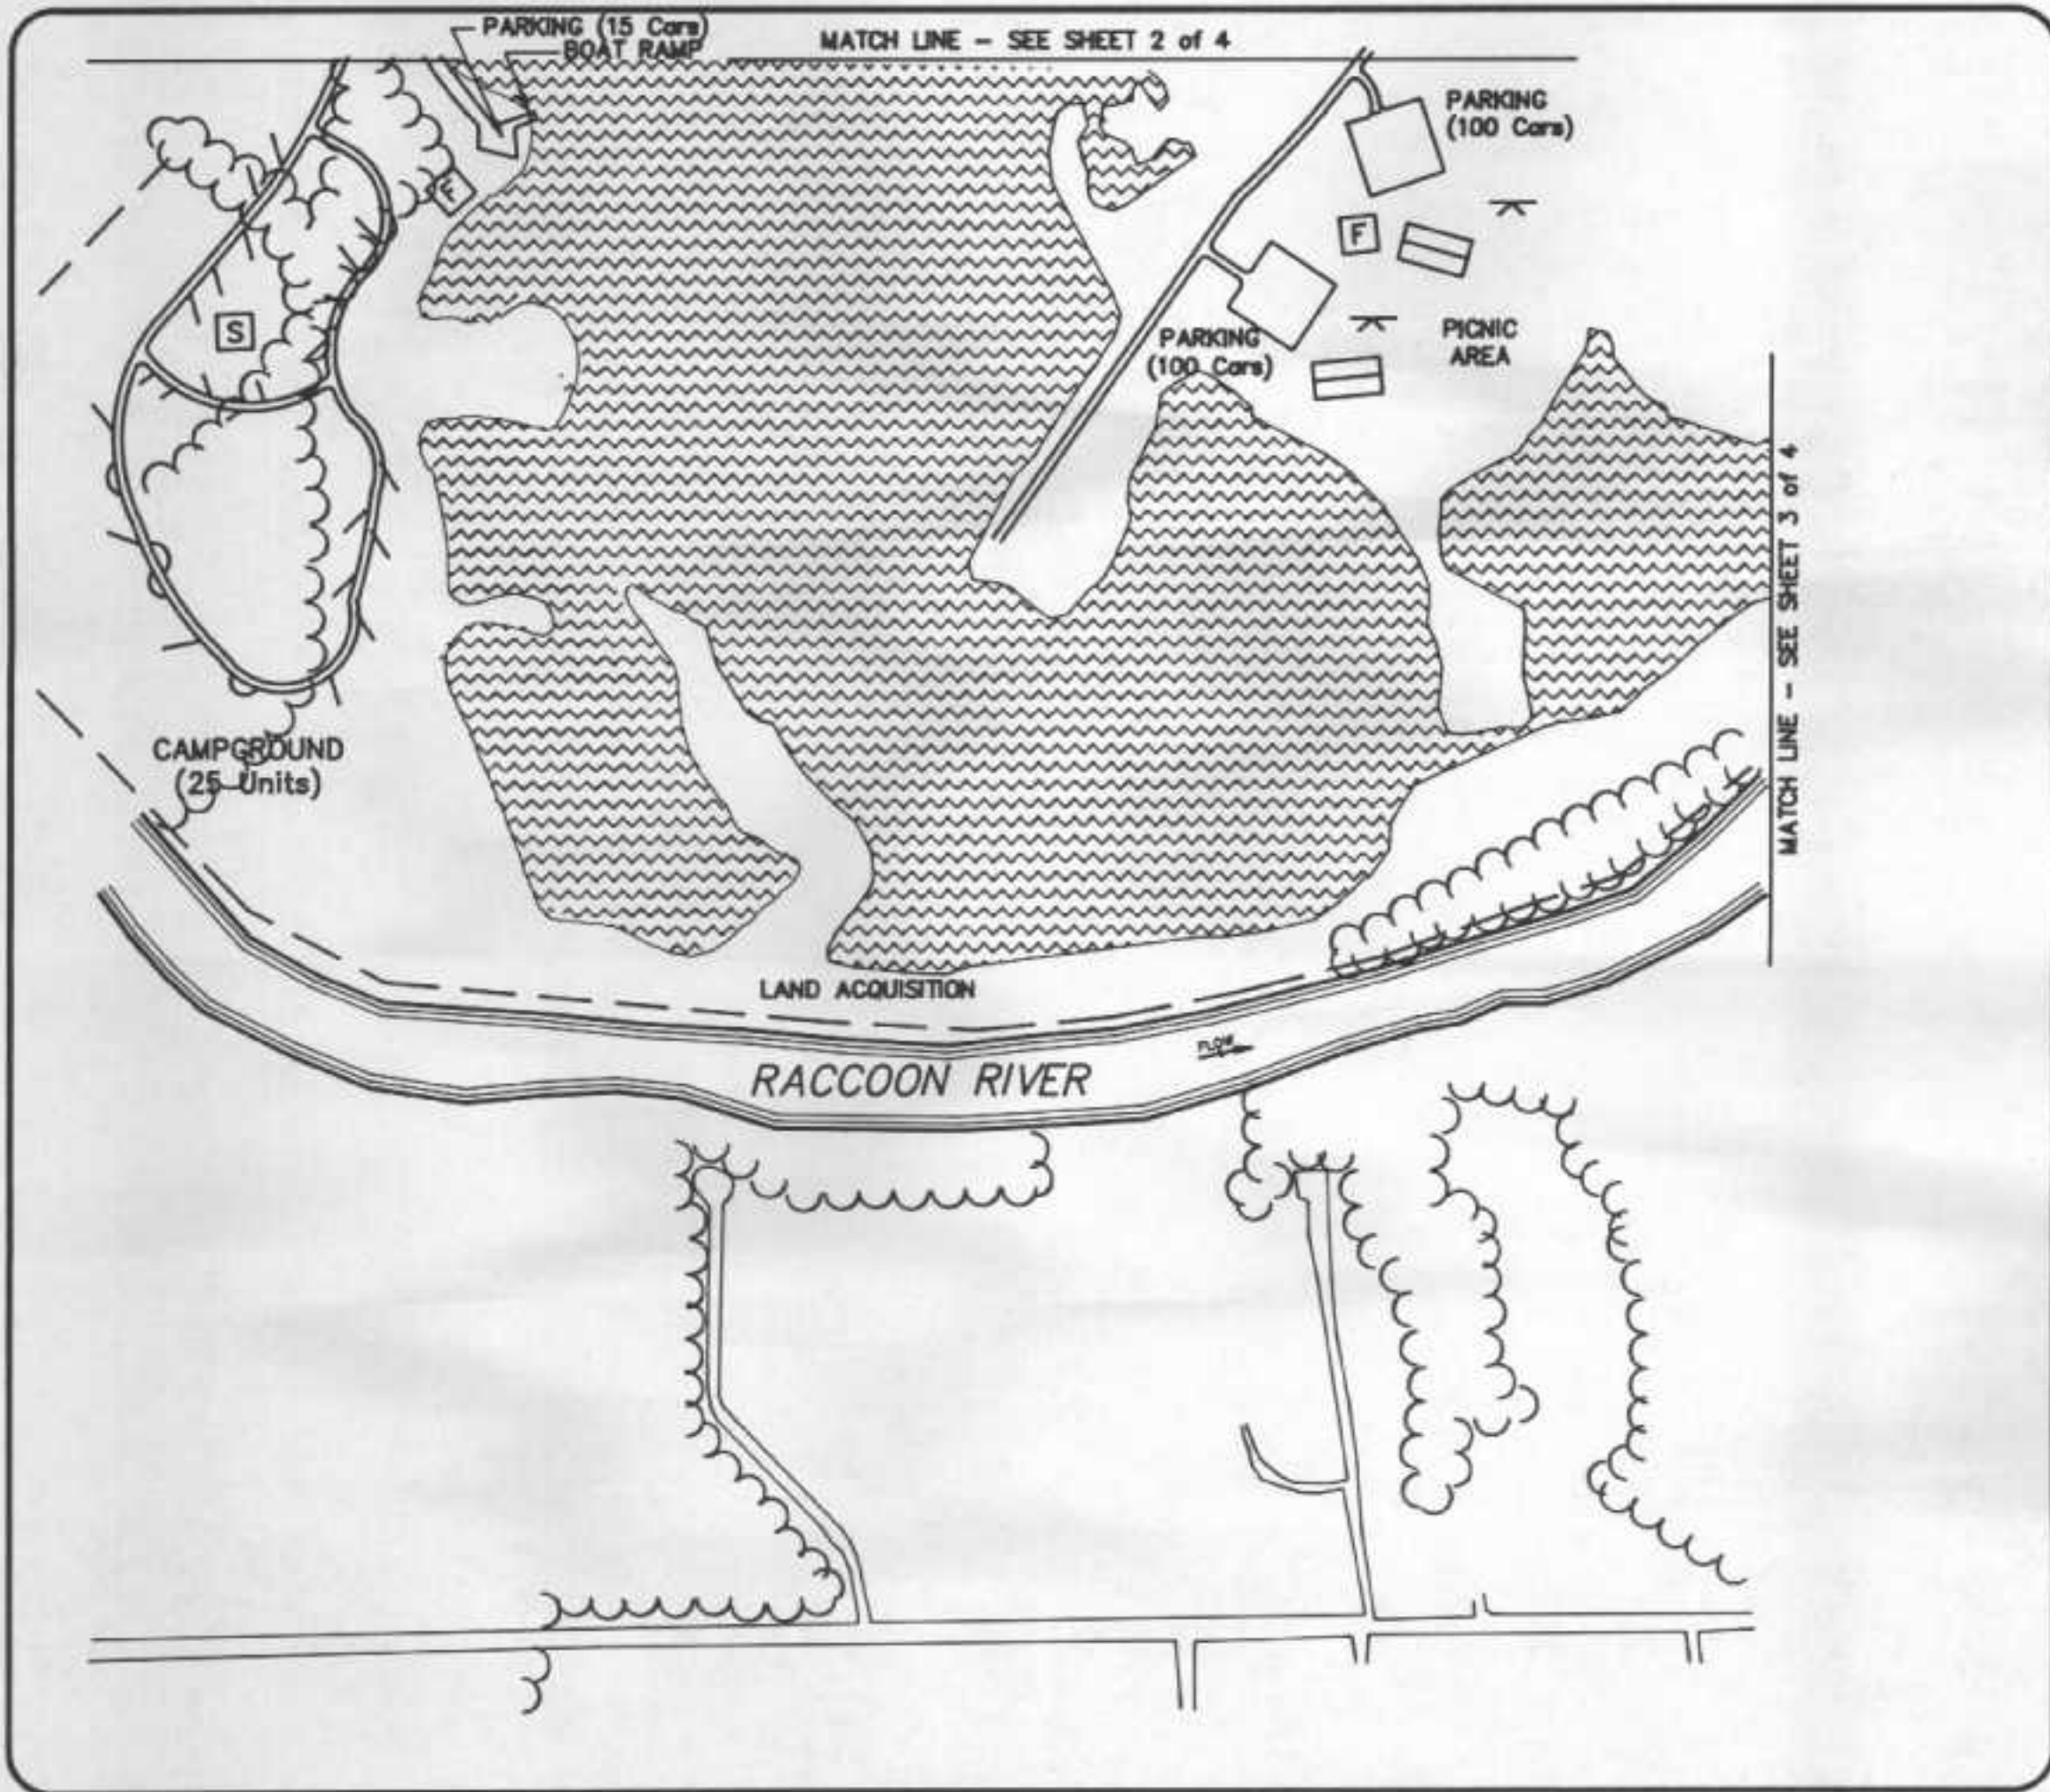 PARKING (15 Cars)
BOAT RAMP
MATCH LINE - SEE SHEET 2 of 4
PARKING
(100 Cars)
F
F
S
PARKING
(100 Cars)
PICNIC
AREA
MATCH LINE - SEE SHEET 3 of 4
CAMPGROUND
(25 Units)
LAND ACQUISITION
FLOW
RACCOON RIVER